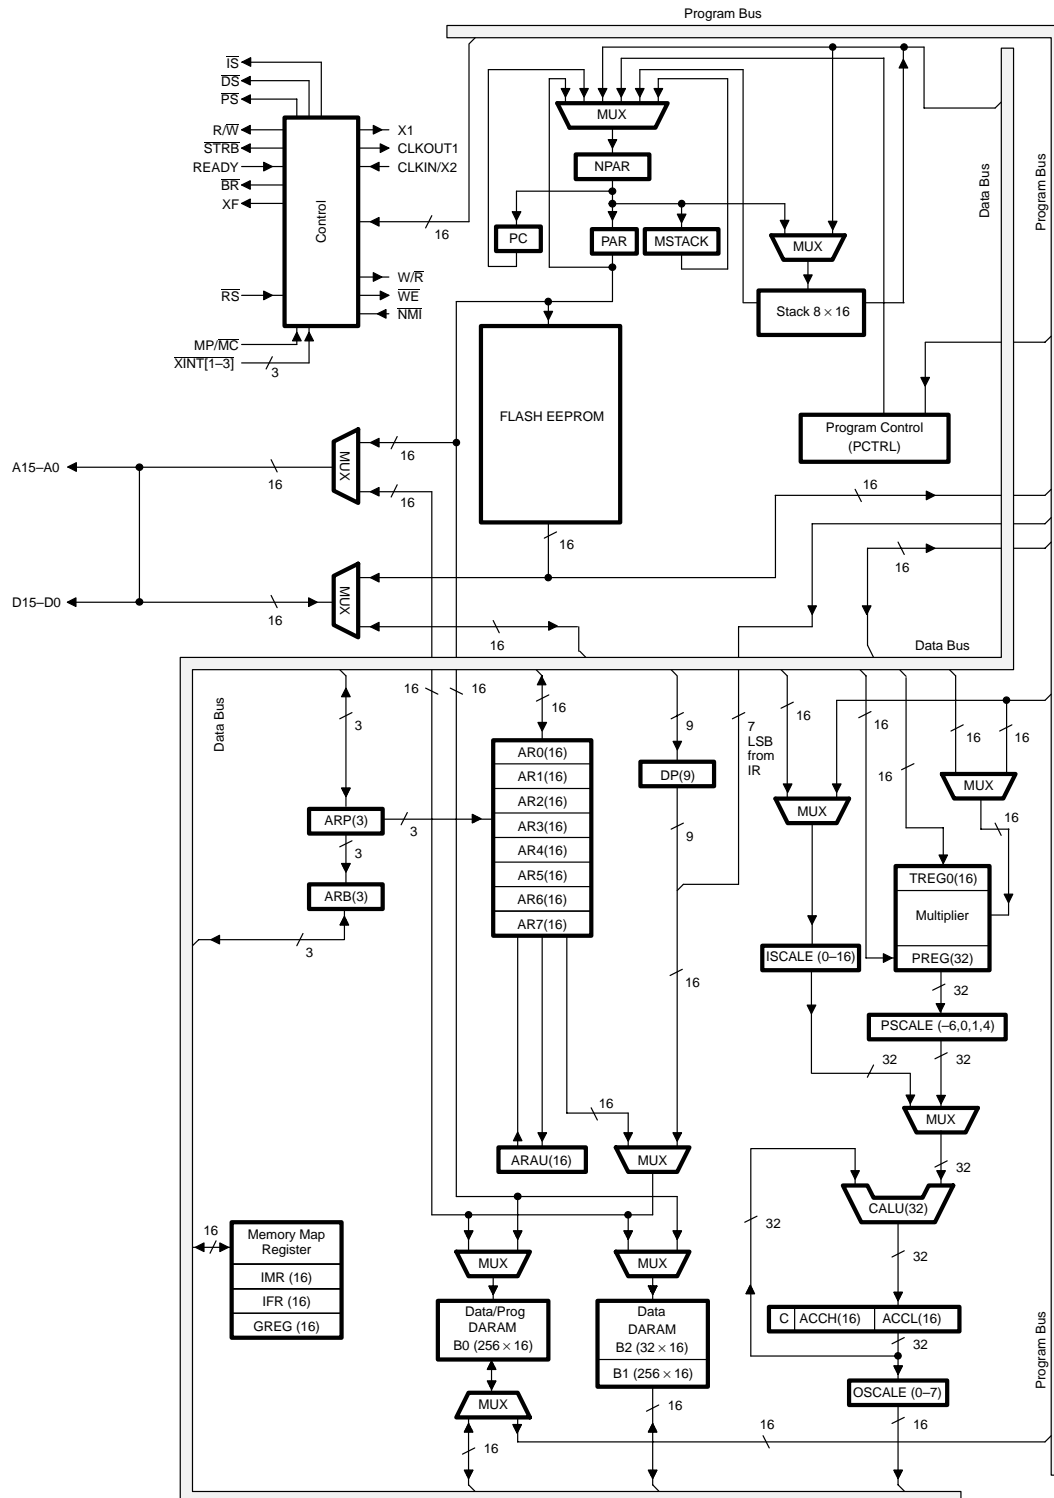 Program Bus
IS
DS
PS
R/W
STRB
READY
BR
XF
RS
MP/MC
XINT[1–3]
3
Control
X1
CLKOUT1
CLKIN/X2
16
W/R
WE
NMI
MUX
NPAR
PC
PAR
MSTACK
MUX
Stack 8 × 16
Data Bus
Program Bus
FLASH EEPROM
Program Control
(PCTRL)
A15–A0
16
MUX
16
16
16
16
D15–D0
16
MUX
16
16
Data Bus
Data Bus
16
16
3
16
9
7
LSB
from
IR
16
16
16
16
16
AR0(16)
AR1(16)
AR2(16)
AR3(16)
AR4(16)
AR5(16)
AR6(16)
AR7(16)
DP(9)
9
MUX
MUX
16
ARP(3)
3
3
ARB(3)
3
TREG0(16)
Multiplier
PREG(32)
ISCALE (0–16)
16
32
PSCALE (–6,0,1,4)
32
32
MUX
16
ARAU(16)
MUX
32
CALU(32)
32
32
16
Memory Map
Register
IMR (16)
IFR (16)
GREG (16)
MUX
MUX
Data/Prog
DARAM
B0 (256 × 16)
Data
DARAM
B2 (32 × 16)
B1 (256 × 16)
C
ACCH(16)
ACCL(16)
32
OSCALE (0–7)
MUX
16
16
16
16
Program Bus